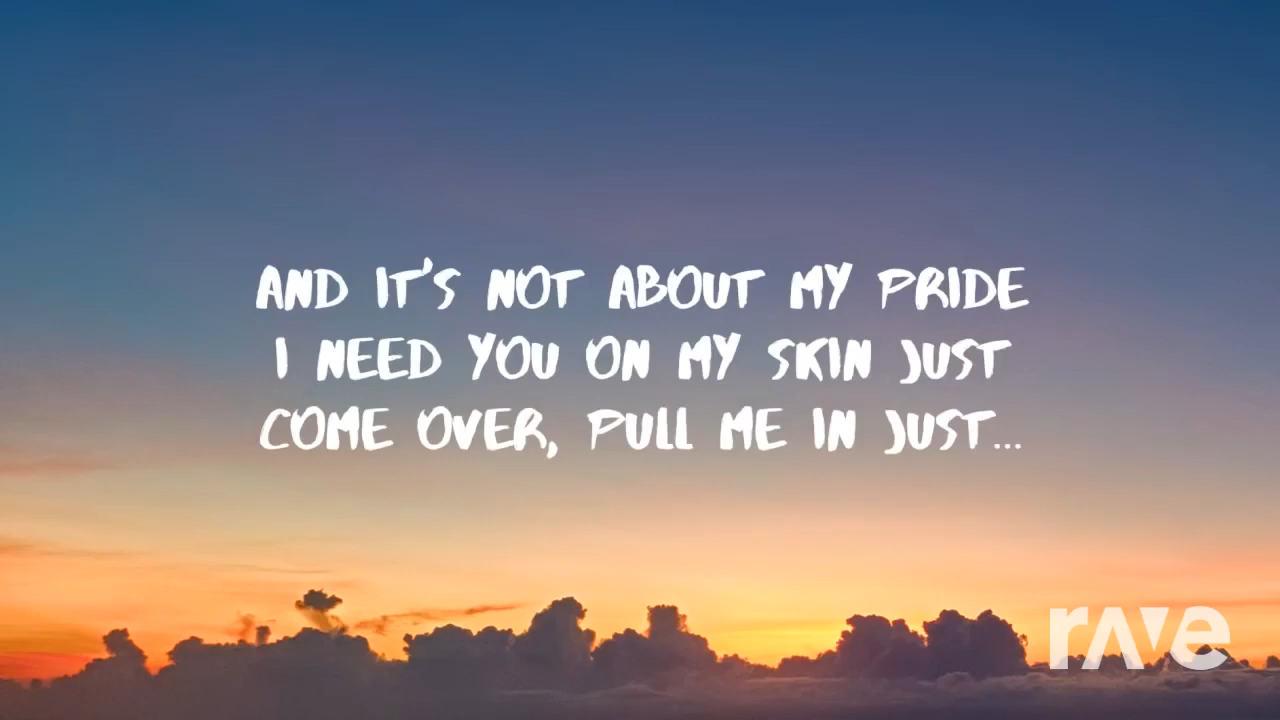 AND IT'S NOT ABOUT MY PRIDE
I NEED YOU ON MY SKIN JUST
COME OVER, PULL ME IN JUST...
rave